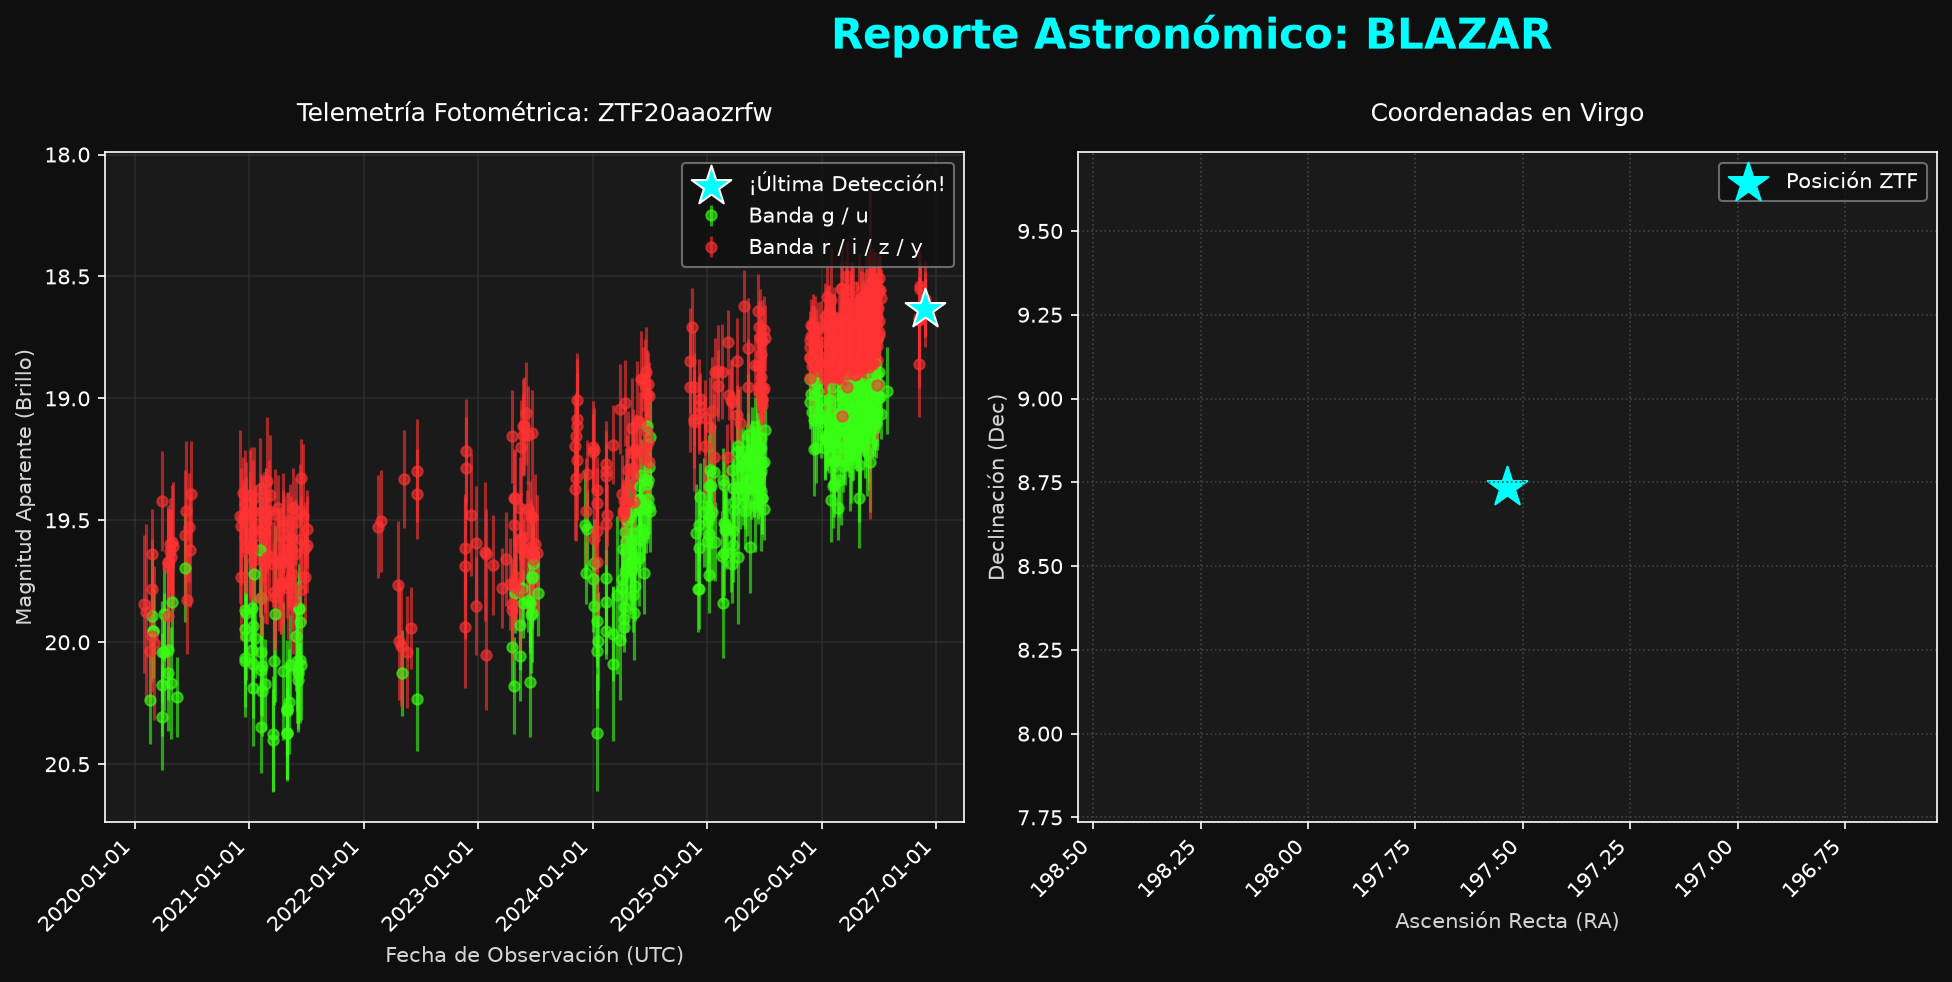 Reporte Astronómico: BLAZAR
Telemetría Fotométrica: ZTF20aaozrfw
¡Última Detección!
Banda g / u
Banda r / i / z / y
Magnitud Aparente (Brillo)
18.0
18.5
19.0
19.5
20.0
20.5
2020-01-01
2021-01-01
2022-01-01
2023-01-01
2024-01-01
2025-01-01
2026-01-01
2027-01-01
Fecha de Observación (UTC)
Coordenadas en Virgo
Posición ZTF
Declinación (Dec)
9.50
9.25
9.00
8.75
8.50
8.25
8.00
7.75
198.50
198.25
198.00
197.75
197.50
197.25
197.00
196.75
Ascensión Recta (RA)